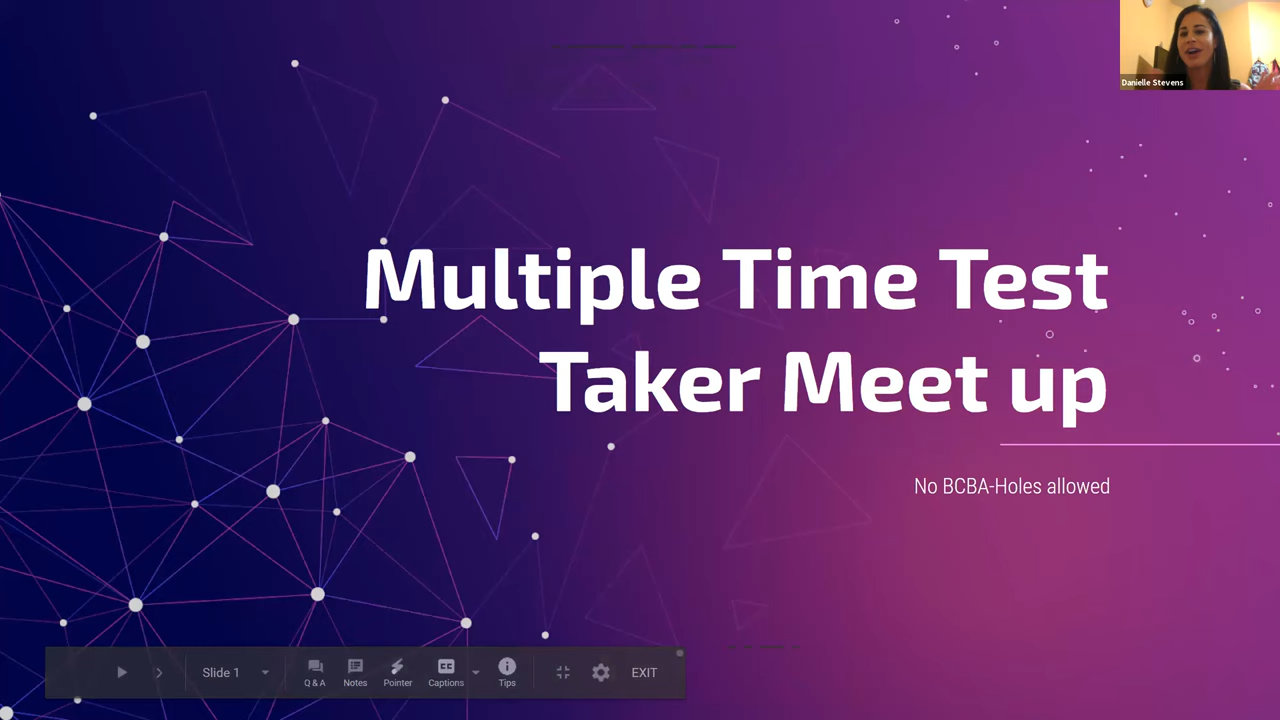 Danielle Stevens
Multiple Time Test
Taker Meet up
No BCBA-Holes allowed
Slide 1
Q & A
Notes
Pointer
CC
Captions
Tips
EXIT